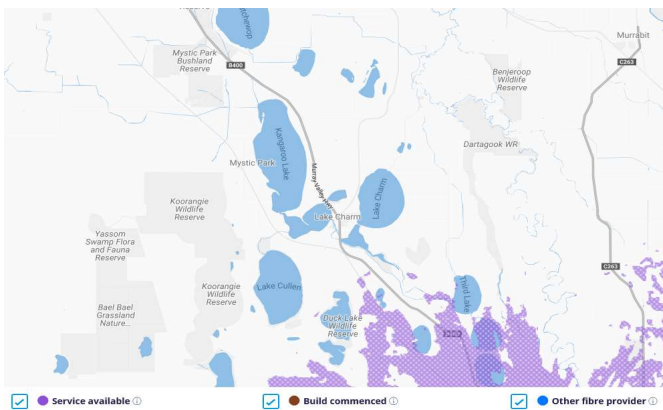 Murrabit
Mystic Park
Bushland
Reserve
B400
C263
Benjeroop
Wildlife
Reserve
Kangaroo Lake
Dartagook WR
Mystic Park
Murray Valley Hwy
Lake Charm
Koorangie
Wildlife
Reserve
Lake Charm
Yassom
Swamp Flora
and Fauna
Reserve
C263
Third Lake
Lake Cullen
Koorangie
Wildlife
Reserve
Bael Bael
Grassland
Nature...
Duck Lake
Wildlife
Reserve
Service available
Build commenced
Other fibre provider